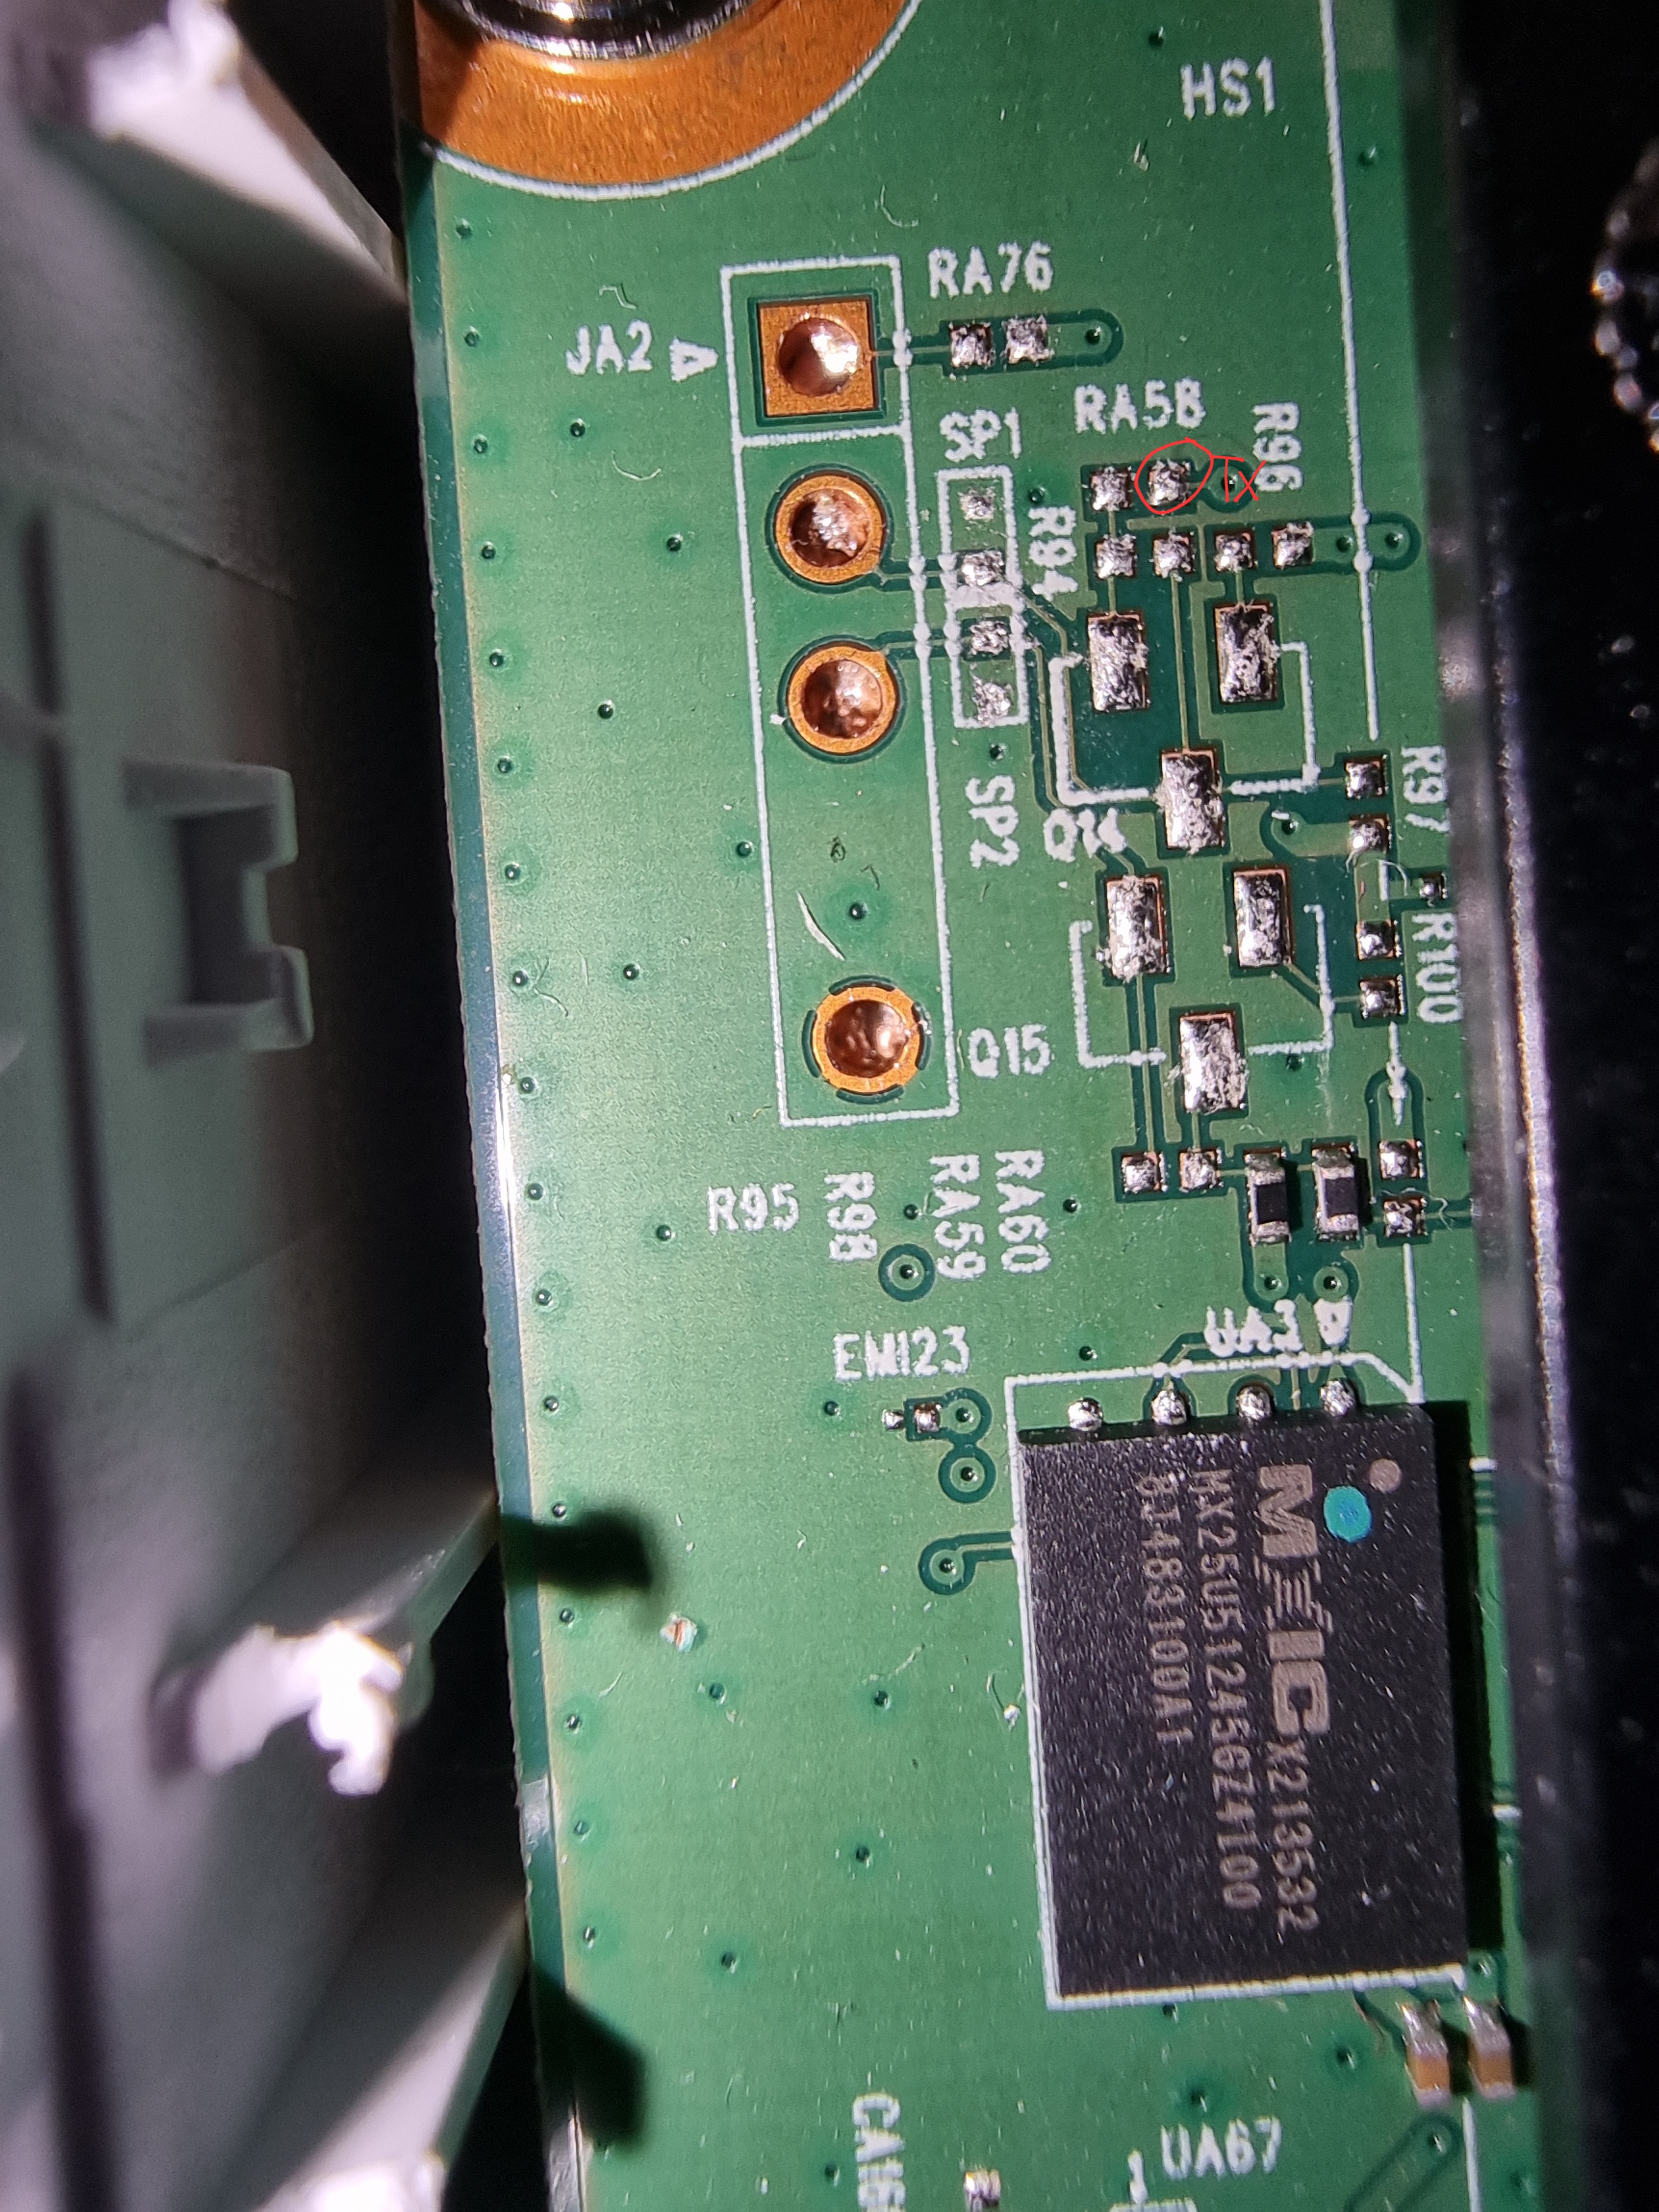 HS1
RA76
JA2
RA58
SP1
R96
TX
R94
R97
SP2
Q14
R100
Q15
R95
R98
RA59
RA60
UA3
EMI23
MXIC
X213532
MX25U51245GZ4I00
3J483100A1
UA67
1